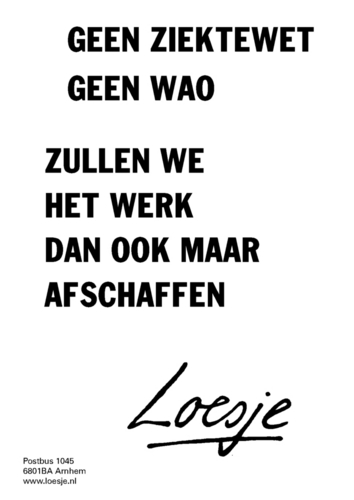 GEEN ZIEKTEWET
GEEN WAO
ZULLEN WE
HET WERK
DAN OOK MAAR
AFSCHAFFEN
Loesje
Postbus 1045
6801BA Arnhem
www.loesje.nl